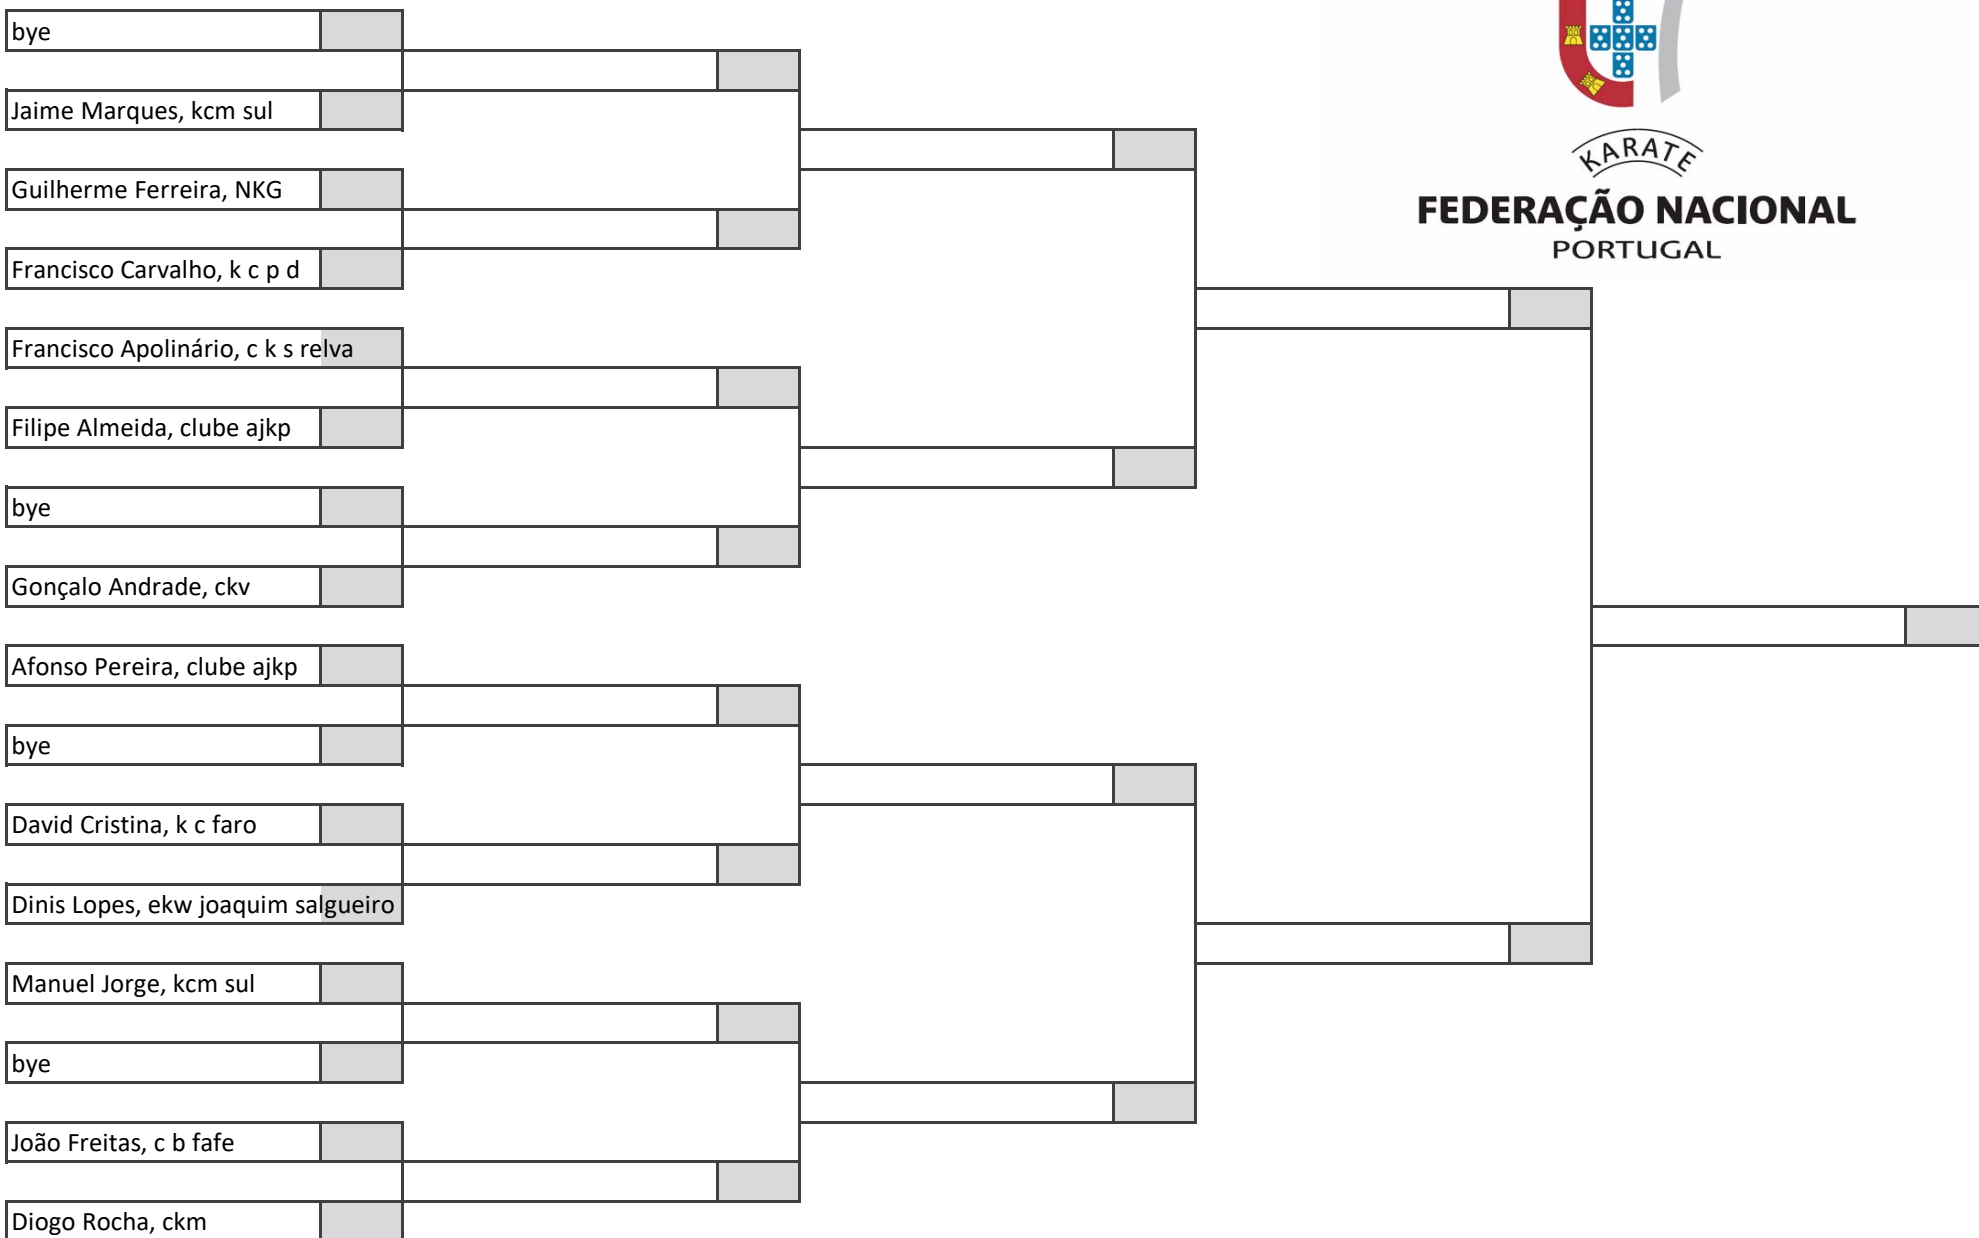 bye
Jaime Marques, kcm sul
KARATE
Guilherme Ferreira, NKG
FEDERAÇÃO NACIONAL
PORTUGAL
Francisco Carvalho, k c p d
Francisco Apolinário, c k s relva
Filipe Almeida, clube ajkp
bye
Gonçalo Andrade, ckv
Afonso Pereira, clube ajkp
bye
David Cristina, k c faro
Dinis Lopes, ekw joaquim salgueiro
Manuel Jorge, kcm sul
bye
João Freitas, c b fafe
Diogo Rocha, ckm